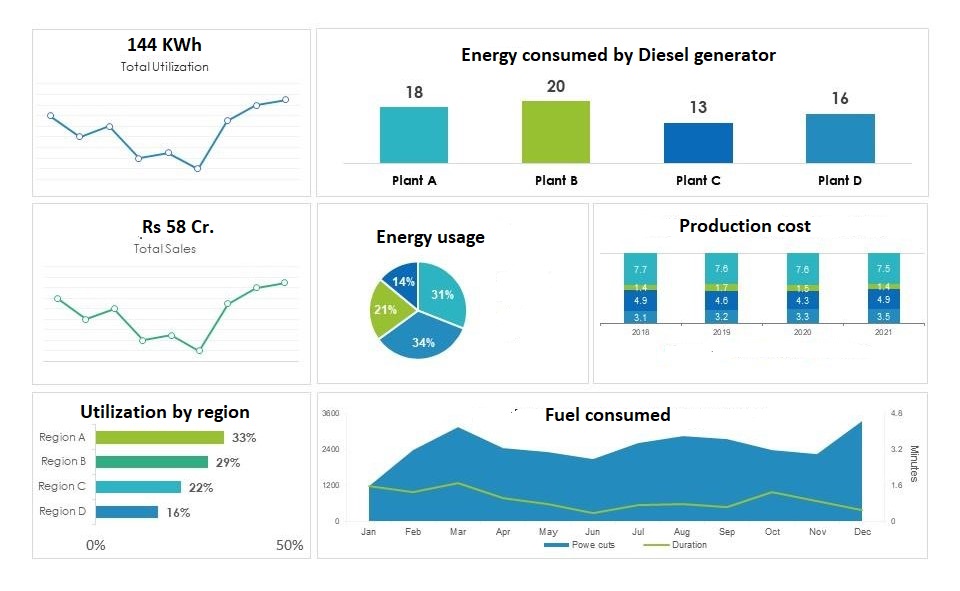 144 KWh
Total Utilization
Energy consumed by Diesel generator
18
20
13
16
Plant A
Plant B
Plant C
Plant D
Rs 58 Cr.
Total Sales
Energy usage
14%
31%
21%
34%
Production cost
7.7 7.6 7.6 7.5
1.4 1.7 1.5 1.4
4.9 4.6 4.3 4.9
3.1 3.2 3.3 3.5
2018 2019 2020 2021
Utilization by region
Region A 33%
Region B 29%
Region C 22%
Region D 16%
0% 50%
Fuel consumed
3600 4.8
2400 3.2
1200 1.6
0 0
Minutes
Jan Feb Mar Apr May Jun Jul Aug Sep Oct Nov Dec
Powe cuts Duration